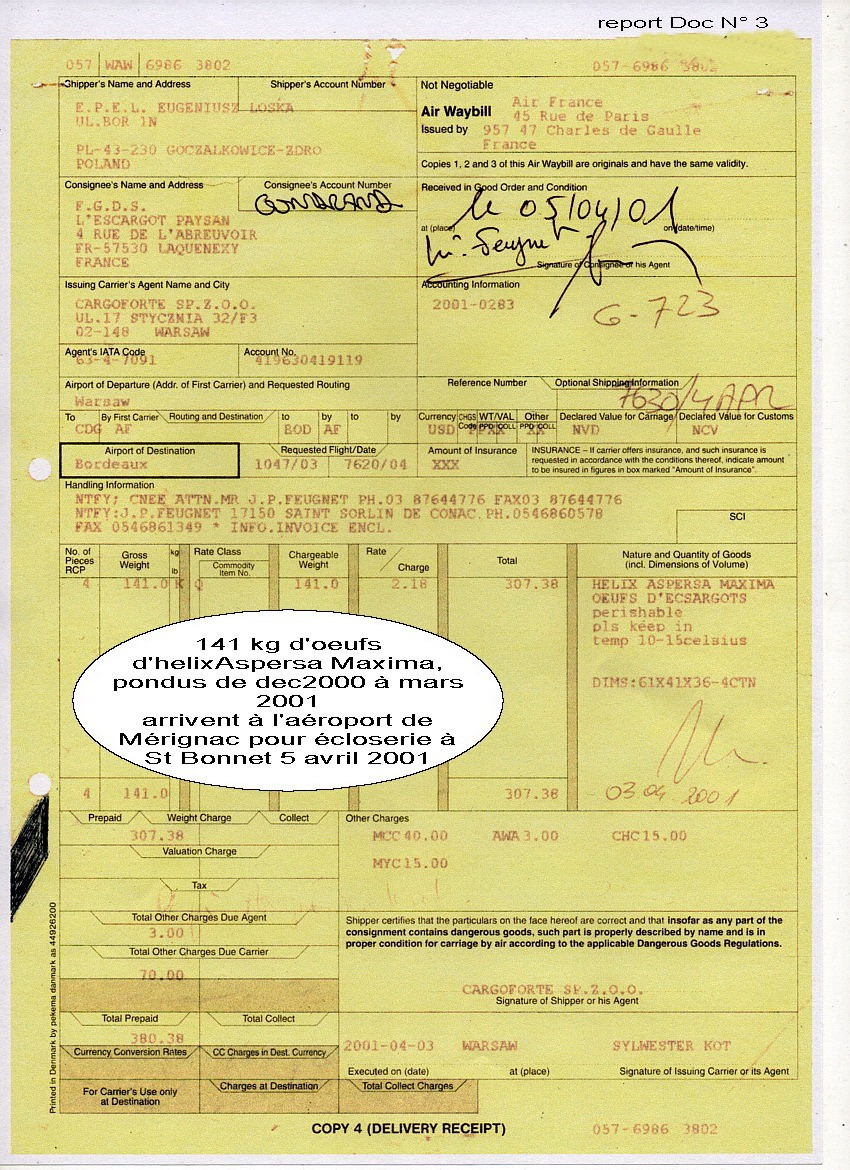 report Doc N° 3
057 WAW 6986 3802
057-6986 3802
Shipper's Name and Address
Shipper's Account Number
E.P.E.L. EUGENIUSZ LOSKA
UL.BOR 1N
PL-43-230 GOCZALKOWICE-ZDRO
POLAND
Not Negotiable
Air Waybill
Issued by
Air France
45 Rue de Paris
957 47 Charles de Gaulle
France
Copies 1, 2 and 3 of this Air Waybill are originals and have the same validity.
Consignee's Name and Address
Consignee's Account Number
F.G.D.S.
L'ESCARGOT PAYSAN
4 RUE DE L'ABREUVOIR
FR-57530 LAQUENEXY
FRANCE
Received in Good Order and Condition
le 05/04/01
at (place)
on (date/time)
Signature of Consignee or his Agent
Issuing Carrier's Agent Name and City
CARGOFORTE SP.Z.O.O.
UL.17 STYCZNIA 32/F3
02-148 WARSAW
Accounting Information
2001-0283
G-723
Agent's IATA Code
Account No.
63-4-7091
419630419119
Airport of Departure (Addr. of First Carrier) and Requested Routing
Warsaw
Reference Number
Optional Shipping Information
7630/4 APR
To
By First Carrier
Routing and Destination
to
by
to
by
CDG AF
BOD AF
Currency
CHGS Code
WT/VAL
PPD COLL
Other
PPD COLL
Declared Value for Carriage
Declared Value for Customs
USD
NVD
NCV
Airport of Destination
Bordeaux
Requested Flight/Date
1047/03 7620/04
Amount of Insurance
XXX
INSURANCE – If carrier offers insurance, and such insurance is
requested in accordance with the conditions thereof, indicate amount
to be insured in figures in box marked "Amount of Insurance".
Handling Information
NTFY; CNEE ATTN.MR J.P.FEUGNET PH.03 87644776 FAX03 87644776
NTFY:J.P.FEUGNET 17150 SAINT SORLIN DE CONAC.PH.0546860578
FAX 0546861349 * INFO.INVOICE ENCL.
SCI
No. of Pieces RCP
Gross Weight
kg
lb
Rate Class
Commodity Item No.
Chargeable Weight
Rate
Charge
Total
Nature and Quantity of Goods
(incl. Dimensions of Volume)
4 141.0 K Q 141.0 2.18 307.38
HELIX ASPERSA MAXIMA
OEUFS D'ECSARGOTS
perishable
pls keep in
temp 10-15celsius
DIMS:61X41X36-4CTN
141 kg d'oeufs
d'helixAspersa Maxima,
pondus de dec2000 à mars
2001
arrivent à l'aéroport de
Mérignac pour écloserie à
St Bonnet 5 avril 2001
4 141.0 307.38
03.04.2001
Prepaid
Weight Charge
Collect
307.38
Other Charges
MCC 40.00 AWA 3.00 CHC 15.00
MYC 15.00
Valuation Charge
Tax
Total Other Charges Due Agent
3.00
Total Other Charges Due Carrier
70.00
Shipper certifies that the particulars on the face hereof are correct and that insofar as any part of the
consignment contains dangerous goods, such part is properly described by name and is in
proper condition for carriage by air according to the applicable Dangerous Goods Regulations.
CARGOFORTE SP.Z.O.O.
Signature of Shipper or his Agent
Total Prepaid
Total Collect
380.38
Currency Conversion Rates
CC Charges in Dest. Currency
2001-04-03 WARSAW SYLWESTER KOT
Executed on (date)
at (place)
Signature of Issuing Carrier or its Agent
For Carrier's Use only
at Destination
Charges at Destination
Total Collect Charges
COPY 4 (DELIVERY RECEIPT)
057-6986 3802
Printed in Denmark by pekema danmark as 44926200